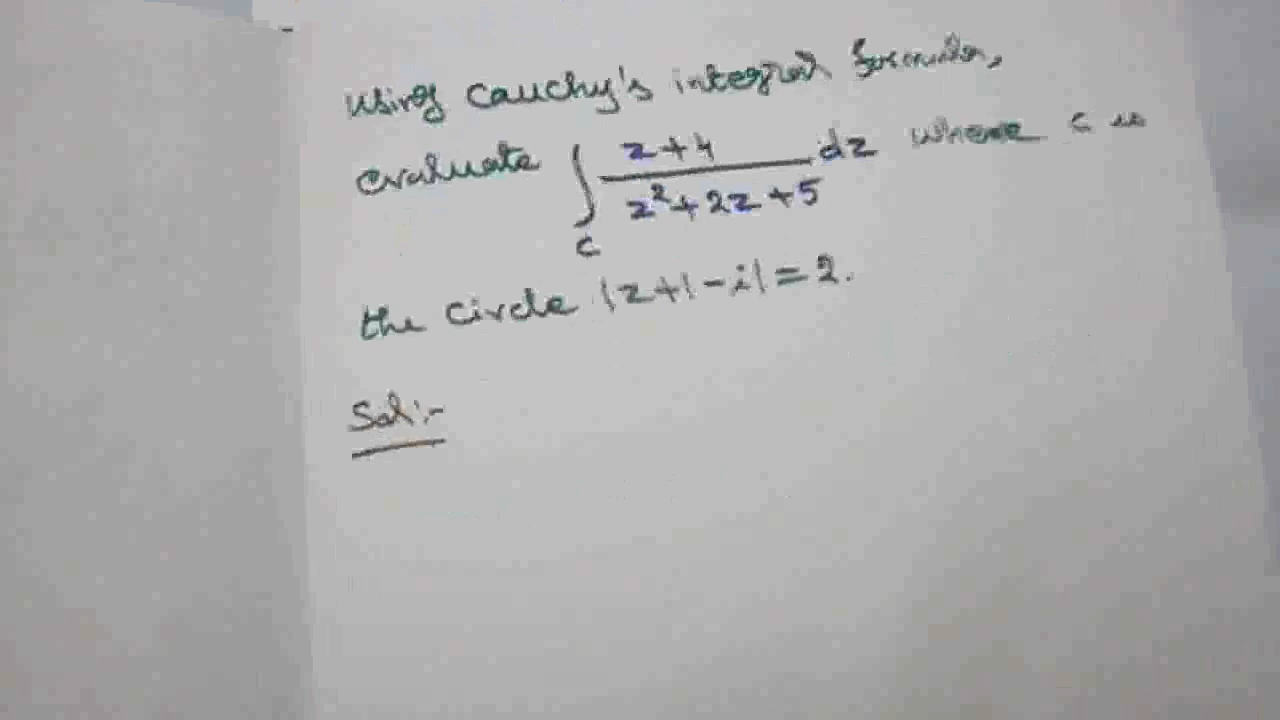 Using Cauchy's integral formula,
evaluate ∫_C (z+4)/(z²+2z+5) dz where C is
the circle |z+1-i|=2.
Sol:-